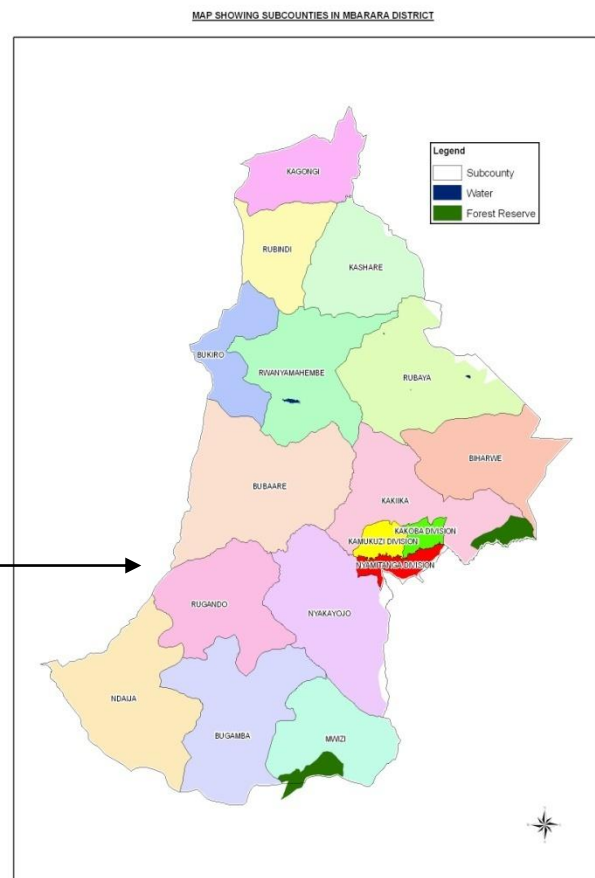 MAP SHOWING SUBCOUNTIES IN MBARARA DISTRICT
Legend
Subcounty
Water
Forest Reserve
KAGONGI
RUBINDI
KASHARE
BUKIRO
RWANYAMAHEMBE
RUBAYA
BIHARWE
BUBAARE
KAKIIKA
KAKOBA DIVISION
KAMUKUZI DIVISION
NYAMITANGA DIVISION
RUGANDO
NYAKAYOJO
NDAIJA
BUGAMBA
MWIZI